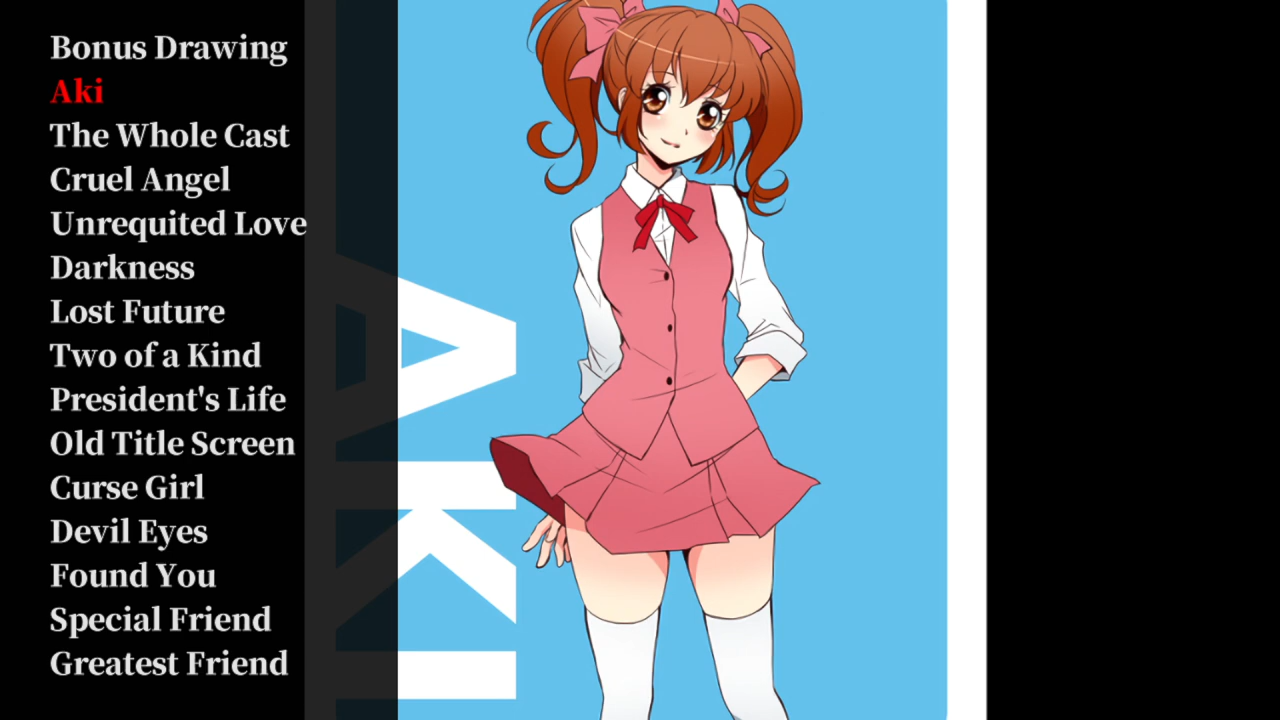 Bonus Drawing
Aki
The Whole Cast
Cruel Angel
Unrequited Love
Darkness
Lost Future
Two of a Kind
President's Life
Old Title Screen
Curse Girl
Devil Eyes
Found You
Special Friend
Greatest Friend
AKI